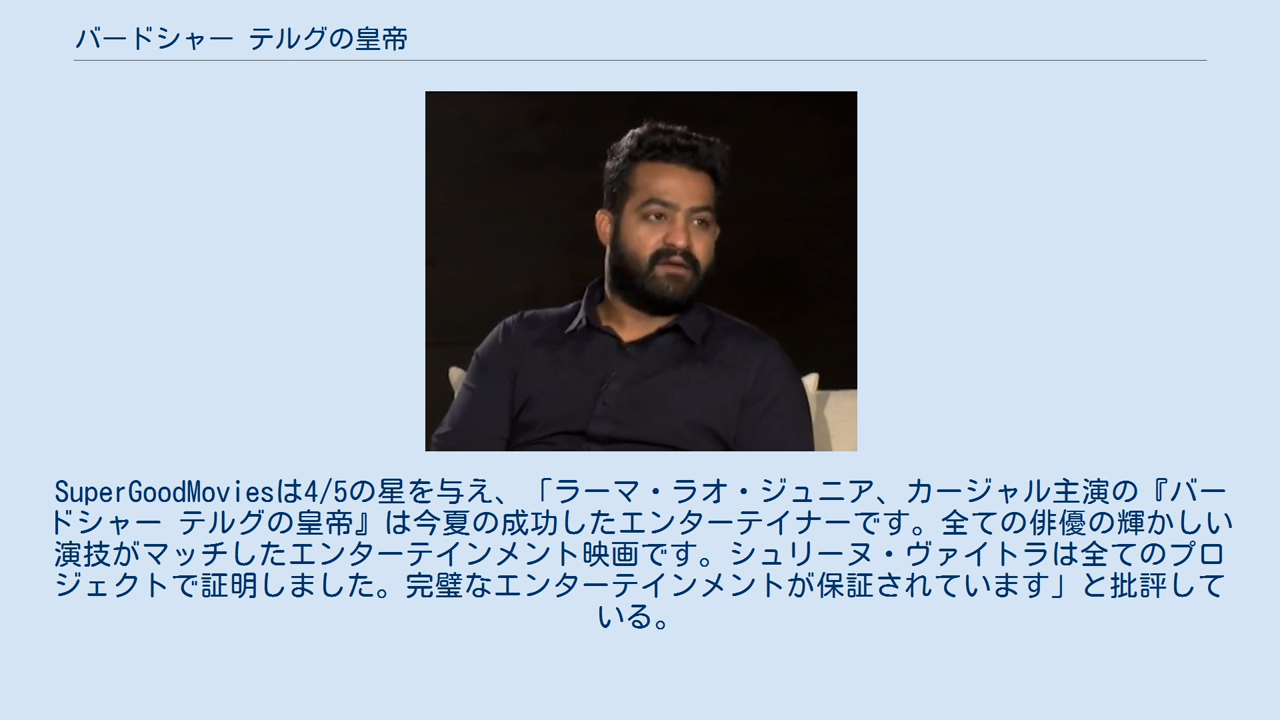 バードシャー テルグの皇帝
SuperGoodMoviesは4/5の星を与え、「ラーマ・ラオ・ジュニア、カージャル主演の『バー
ドシャー テルグの皇帝』は今夏の成功したエンターテイナーです。全ての俳優の輝かしい
演技がマッチしたエンターテインメント映画です。シュリーヌ・ヴァイトラは全てのプロ
ジェクトで証明しました。完璧なエンターテインメントが保証されています」と批評して
いる。